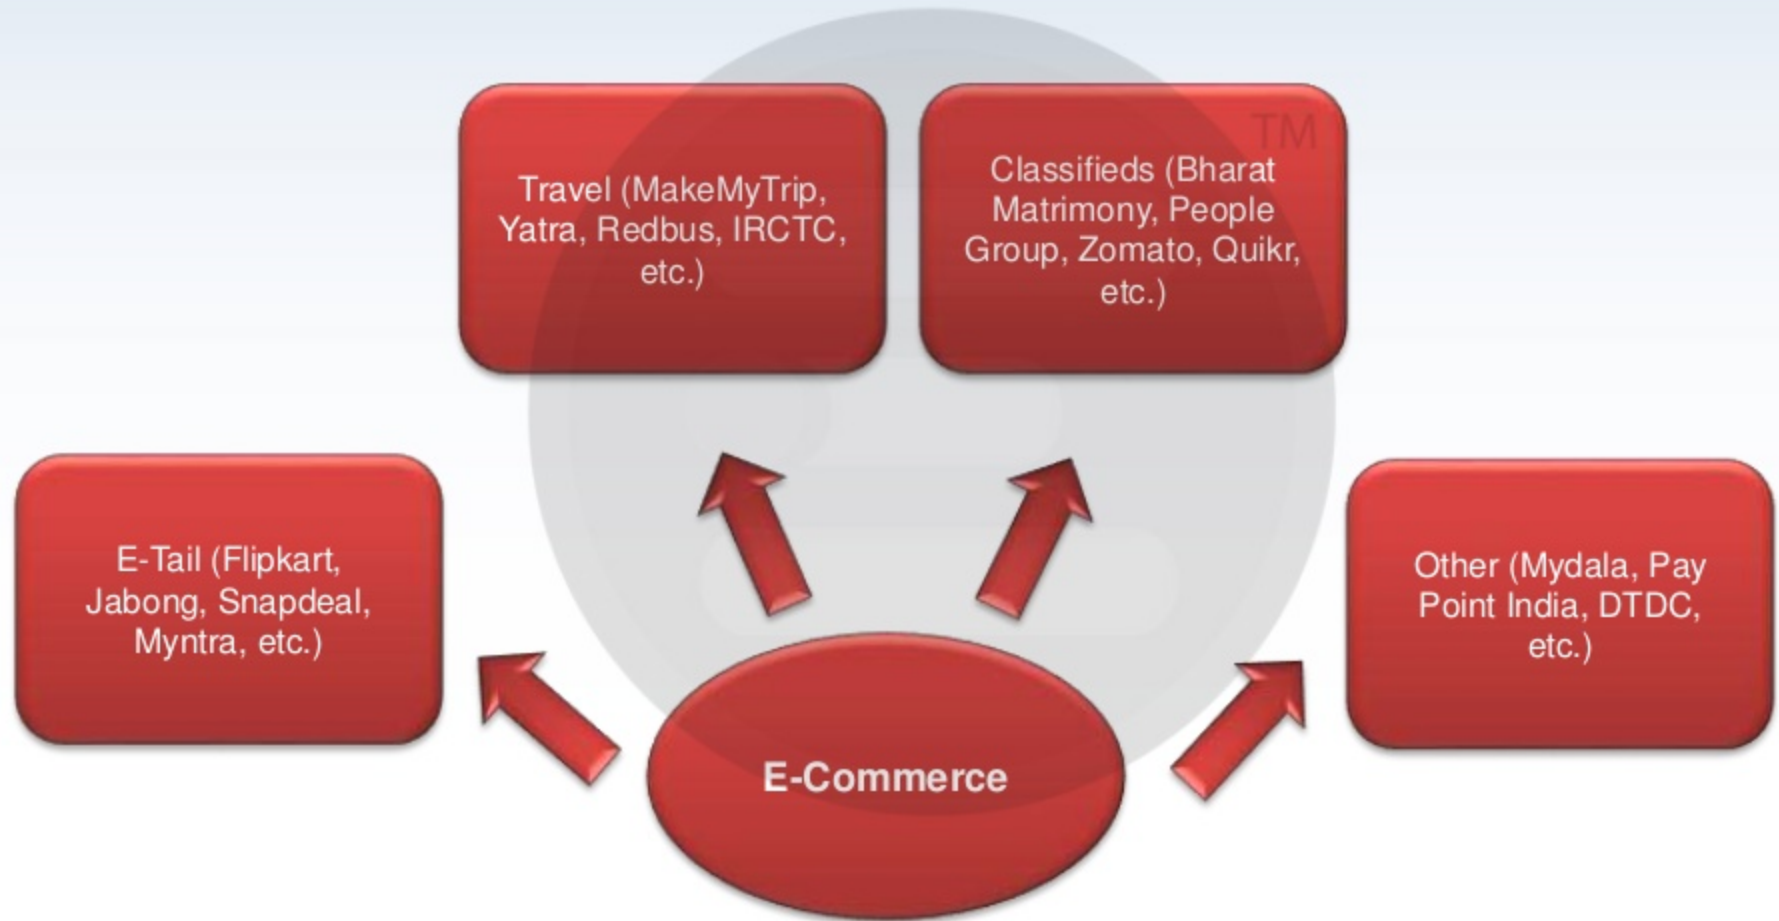 Travel (MakeMyTrip,
Yatra, Redbus, IRCTC,
etc.)
TM
Classifieds (Bharat
Matrimony, People
Group, Zomato, Quikr,
etc.)
E-Tail (Flipkart,
Jabong, Snapdeal,
Myntra, etc.)
Other (Mydala, Pay
Point India, DTDC,
etc.)
E-Commerce